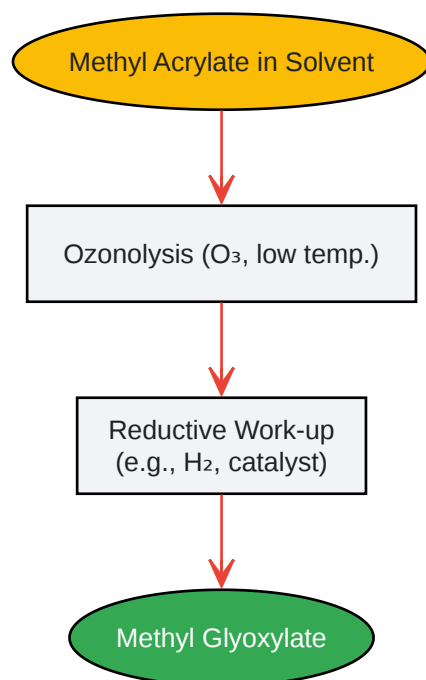 Methyl Acrylate in Solvent
Ozonolysis (O₃, low temp.)
Reductive Work-up
(e.g., H₂, catalyst)
Methyl Glyoxylate